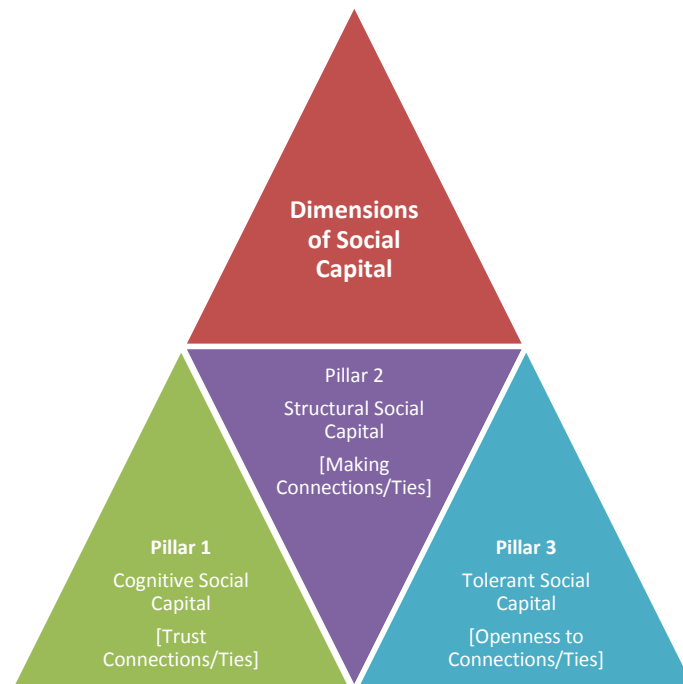 Dimensions
of Social
Capital
Pillar 2
Structural Social
Capital
[Making
Connections/Ties]
Pillar 1
Cognitive Social
Capital
[Trust
Connections/Ties]
Pillar 3
Tolerant Social
Capital
[Openness to
Connections/Ties]